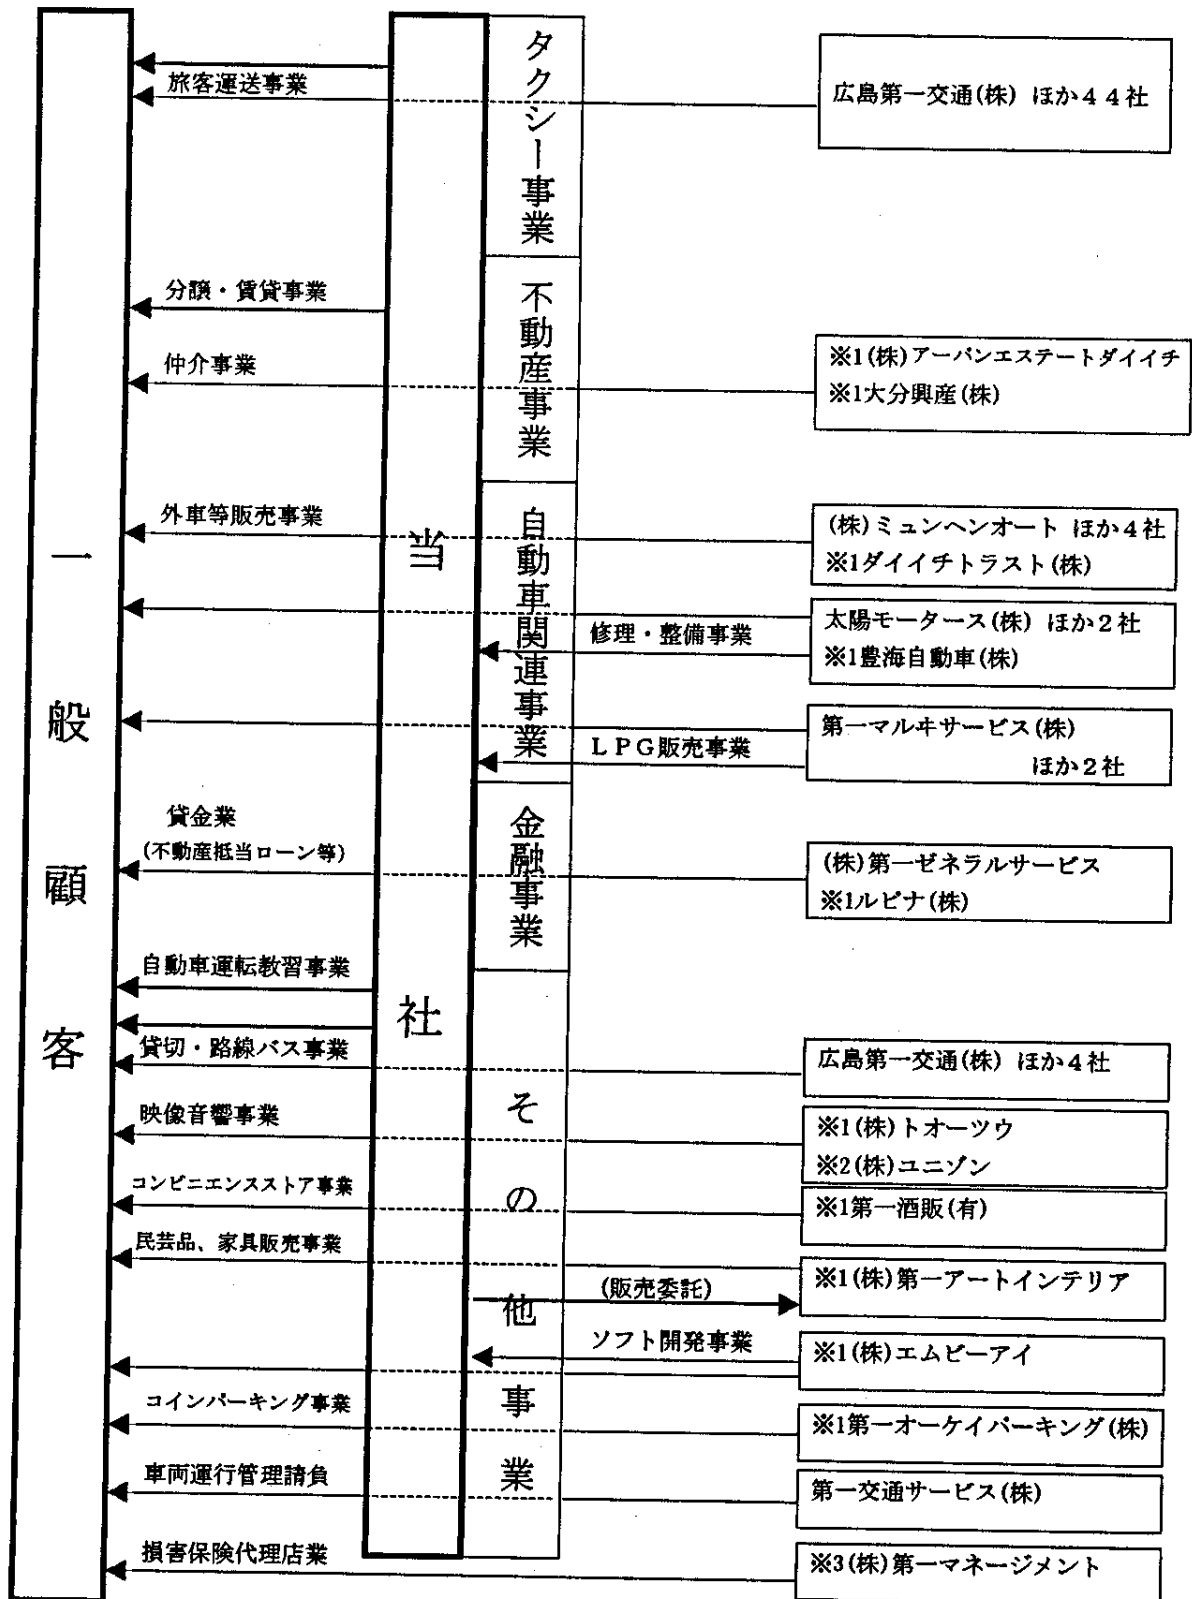 一般顧客
当社
タクシー事業
旅客運送事業
広島第一交通(株) ほか44社
不動産事業
分譲・賃貸事業
仲介事業
※1(株)アーバンエステートダイイチ
※1大分興産(株)
自動車関連事業
外車等販売事業
(株)ミュンヘンオート ほか4社
※1ダイイチトラスト(株)
修理・整備事業
太陽モータース(株) ほか2社
※1豊海自動車(株)
LPG販売事業
第一マルヰサービス(株)
ほか2社
金融事業
貸金業
(不動産抵当ローン等)
(株)第一ゼネラルサービス
※1ルビナ(株)
その他事業
自動車運転教習事業
貸切・路線バス事業
広島第一交通(株) ほか4社
映像音響事業
※1(株)トオーツウ
※2(株)ユニゾン
コンビニエンスストア事業
※1第一酒販(有)
民芸品、家具販売事業
※1(株)第一アートインテリア
(販売委託)
ソフト開発事業
※1(株)エムビーアイ
コインパーキング事業
※1第一オーケイパーキング(株)
車両運行管理請負
第一交通サービス(株)
損害保険代理店業
※3(株)第一マネージメント